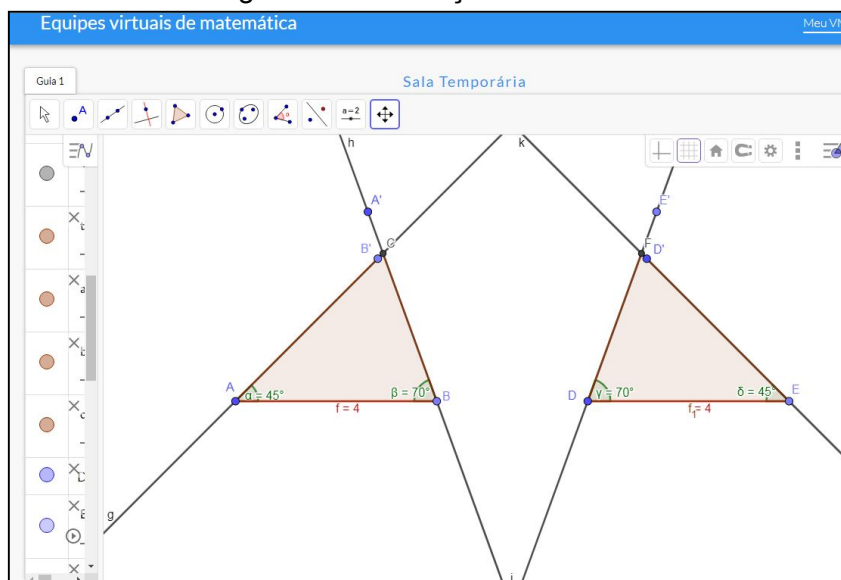 Equipes virtuais de matemática
Meu VM
Guia 1
Sala Temporária
A
a=2
h
k
A'
E'
B'
C
F
D'
A
α = 45°
β = 70°
B
D
γ = 70°
δ = 45°
E
f = 4
f₁= 4
g
i